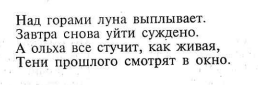 Над горами луна выплывает.
Завтра снова уйти суждено.
А ольха все стучит, как живая,
Тени прошлого смотрят в окно.